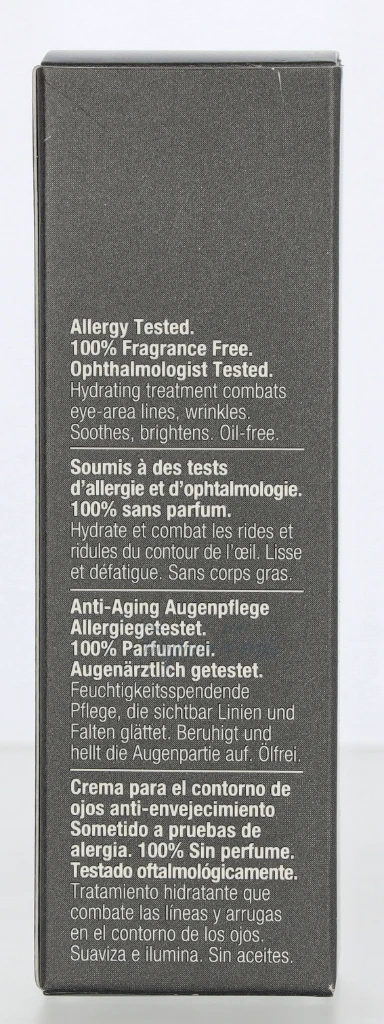 Allergy Tested.
100% Fragrance Free.
Ophthalmologist Tested.
Hydrating treatment combats
eye-area lines, wrinkles.
Soothes, brightens. Oil-free.
Soumis à des tests
d'allergie et d'ophtalmologie.
100% sans parfum.
Hydrate et combat les rides et
ridules du contour de l'œil. Lisse
et défatigue. Sans corps gras.
Anti-Aging Augenpflege
Allergiegetestet.
100% Parfumfrei.
Augenärztlich getestet.
Feuchtigkeitsspendende
Pflege, die sichtbar Linien und
Falten glättet. Beruhigt und
hellt die Augenpartie auf. Ölfrei.
Crema para el contorno de
ojos anti-envejecimiento
Sometido a pruebas de
alergia. 100% Sin perfume.
Testado oftalmológicamente.
Tratamiento hidratante que
combate las líneas y arrugas
en el contorno de los ojos.
Suaviza e ilumina. Sin aceites.